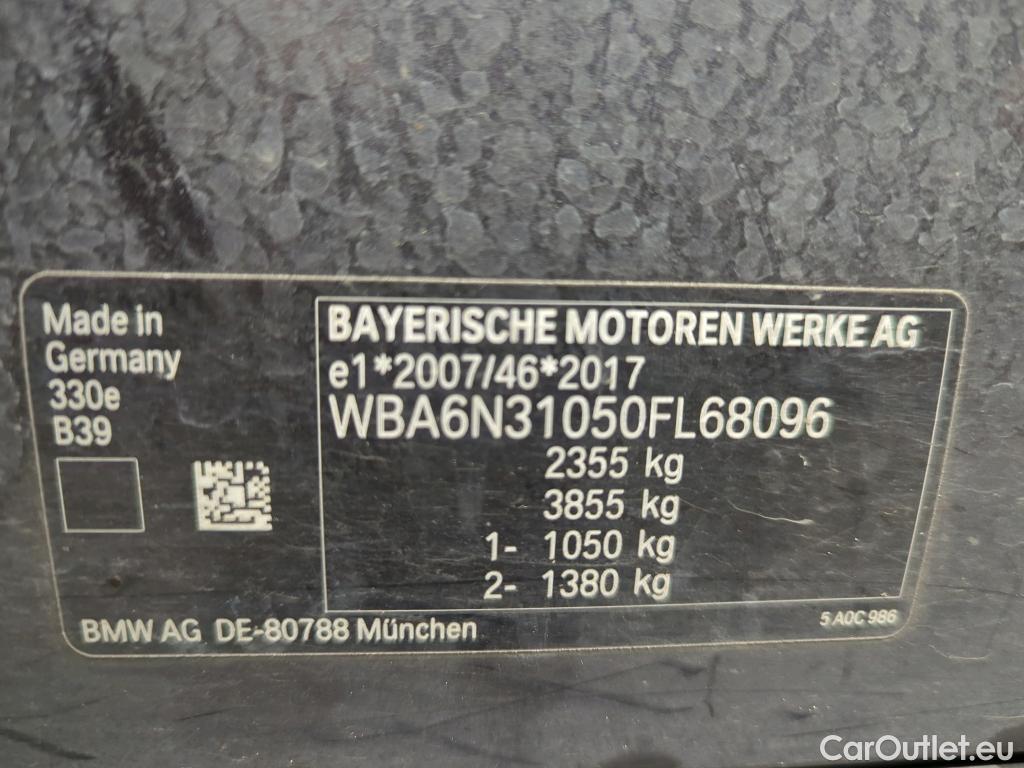 Made in
Germany
330e
B39
BAYERISCHE MOTOREN WERKE AG
e1*2007/46*2017
WBA6N31050FL68096
2355 kg
3855 kg
1- 1050 kg
2- 1380 kg
BMW AG DE-80788 München
5 A0C 986
CarOutlet.eu